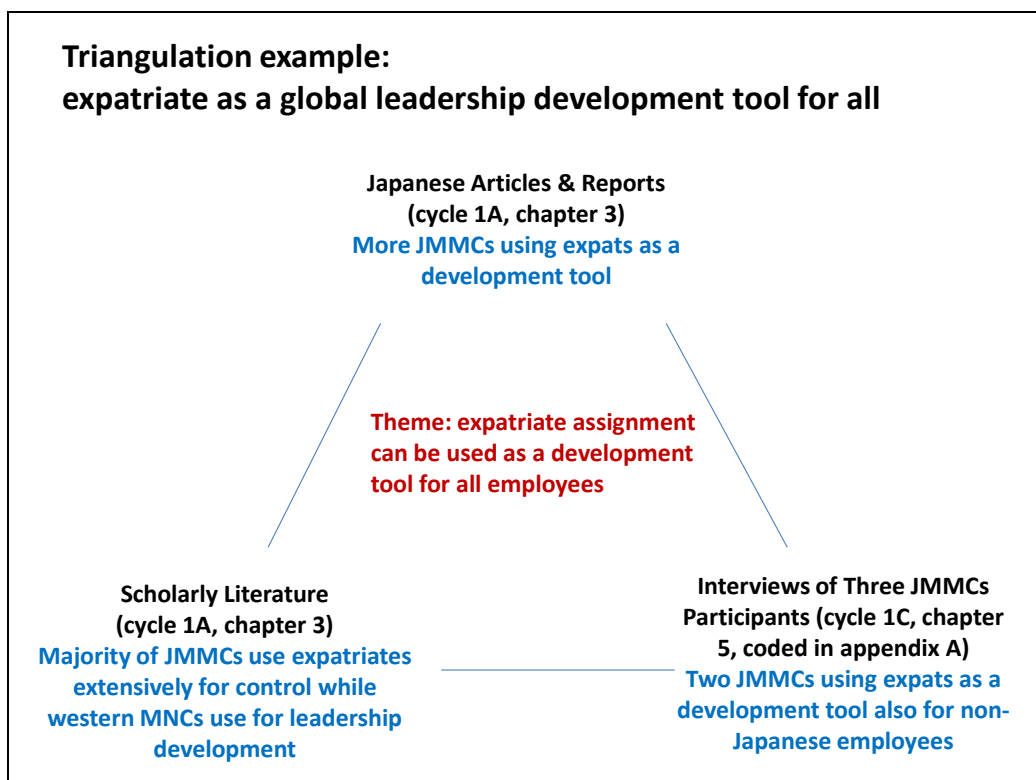 Triangulation example:
expatriate as a global leadership development tool for all
Japanese Articles & Reports
(cycle 1A, chapter 3)
More JMMCs using expats as a
development tool
Theme: expatriate assignment
can be used as a development
tool for all employees
Scholarly Literature
(cycle 1A, chapter 3)
Majority of JMMCs use expatriates
extensively for control while
western MNCs use for leadership
development
Interviews of Three JMMCs
Participants (cycle 1C, chapter
5, coded in appendix A)
Two JMMCs using expats as a
development tool also for non-
Japanese employees